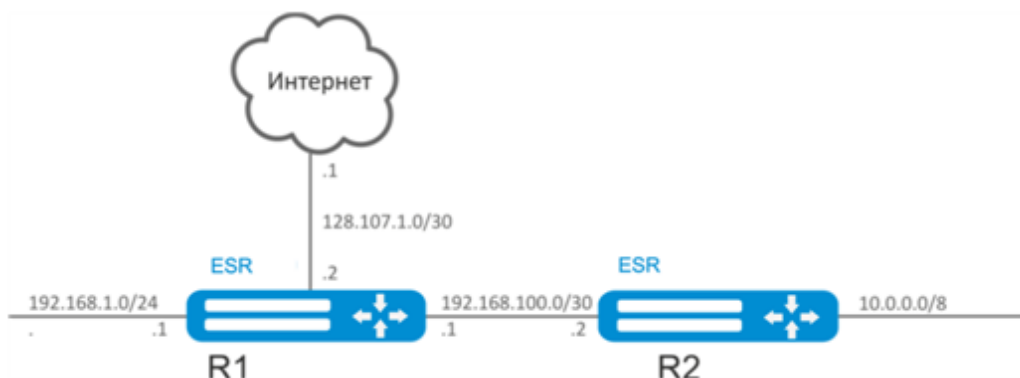 Интернет
.1
128.107.1.0/30
ESR
.2
ESR
192.168.1.0/24
192.168.100.0/30
10.0.0.0/8
.
.1
.1
.2
R1
R2